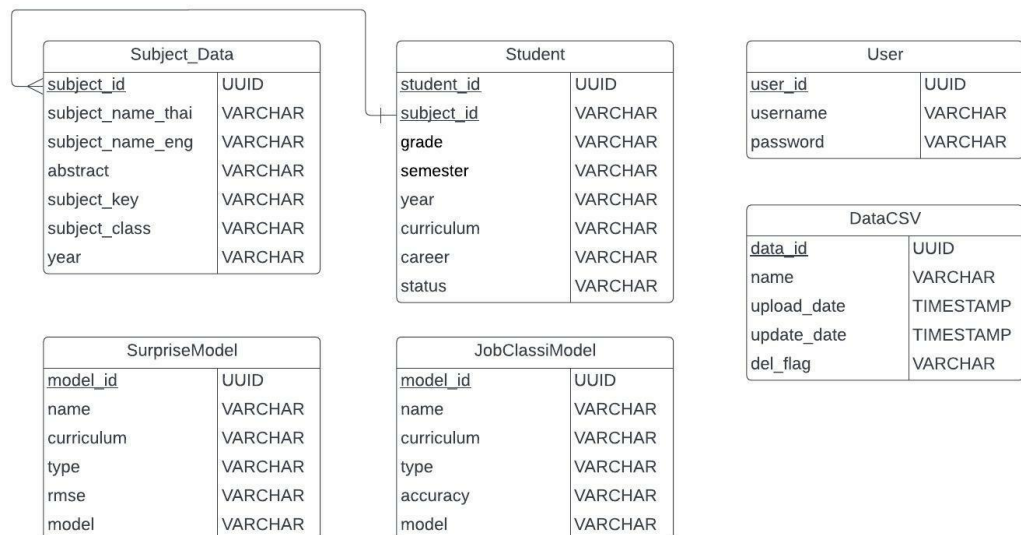 Subject_Data
subject_id UUID
subject_name_thai VARCHAR
subject_name_eng VARCHAR
abstract VARCHAR
subject_key VARCHAR
subject_class VARCHAR
year VARCHAR
Student
student_id UUID
subject_id VARCHAR
grade VARCHAR
semester VARCHAR
year VARCHAR
curriculum VARCHAR
career VARCHAR
status VARCHAR
User
user_id UUID
username VARCHAR
password VARCHAR
DataCSV
data_id UUID
name VARCHAR
upload_date TIMESTAMP
update_date TIMESTAMP
del_flag VARCHAR
SurpriseModel
model_id UUID
name VARCHAR
curriculum VARCHAR
type VARCHAR
rmse VARCHAR
model VARCHAR
JobClassiModel
model_id UUID
name VARCHAR
curriculum VARCHAR
type VARCHAR
accuracy VARCHAR
model VARCHAR